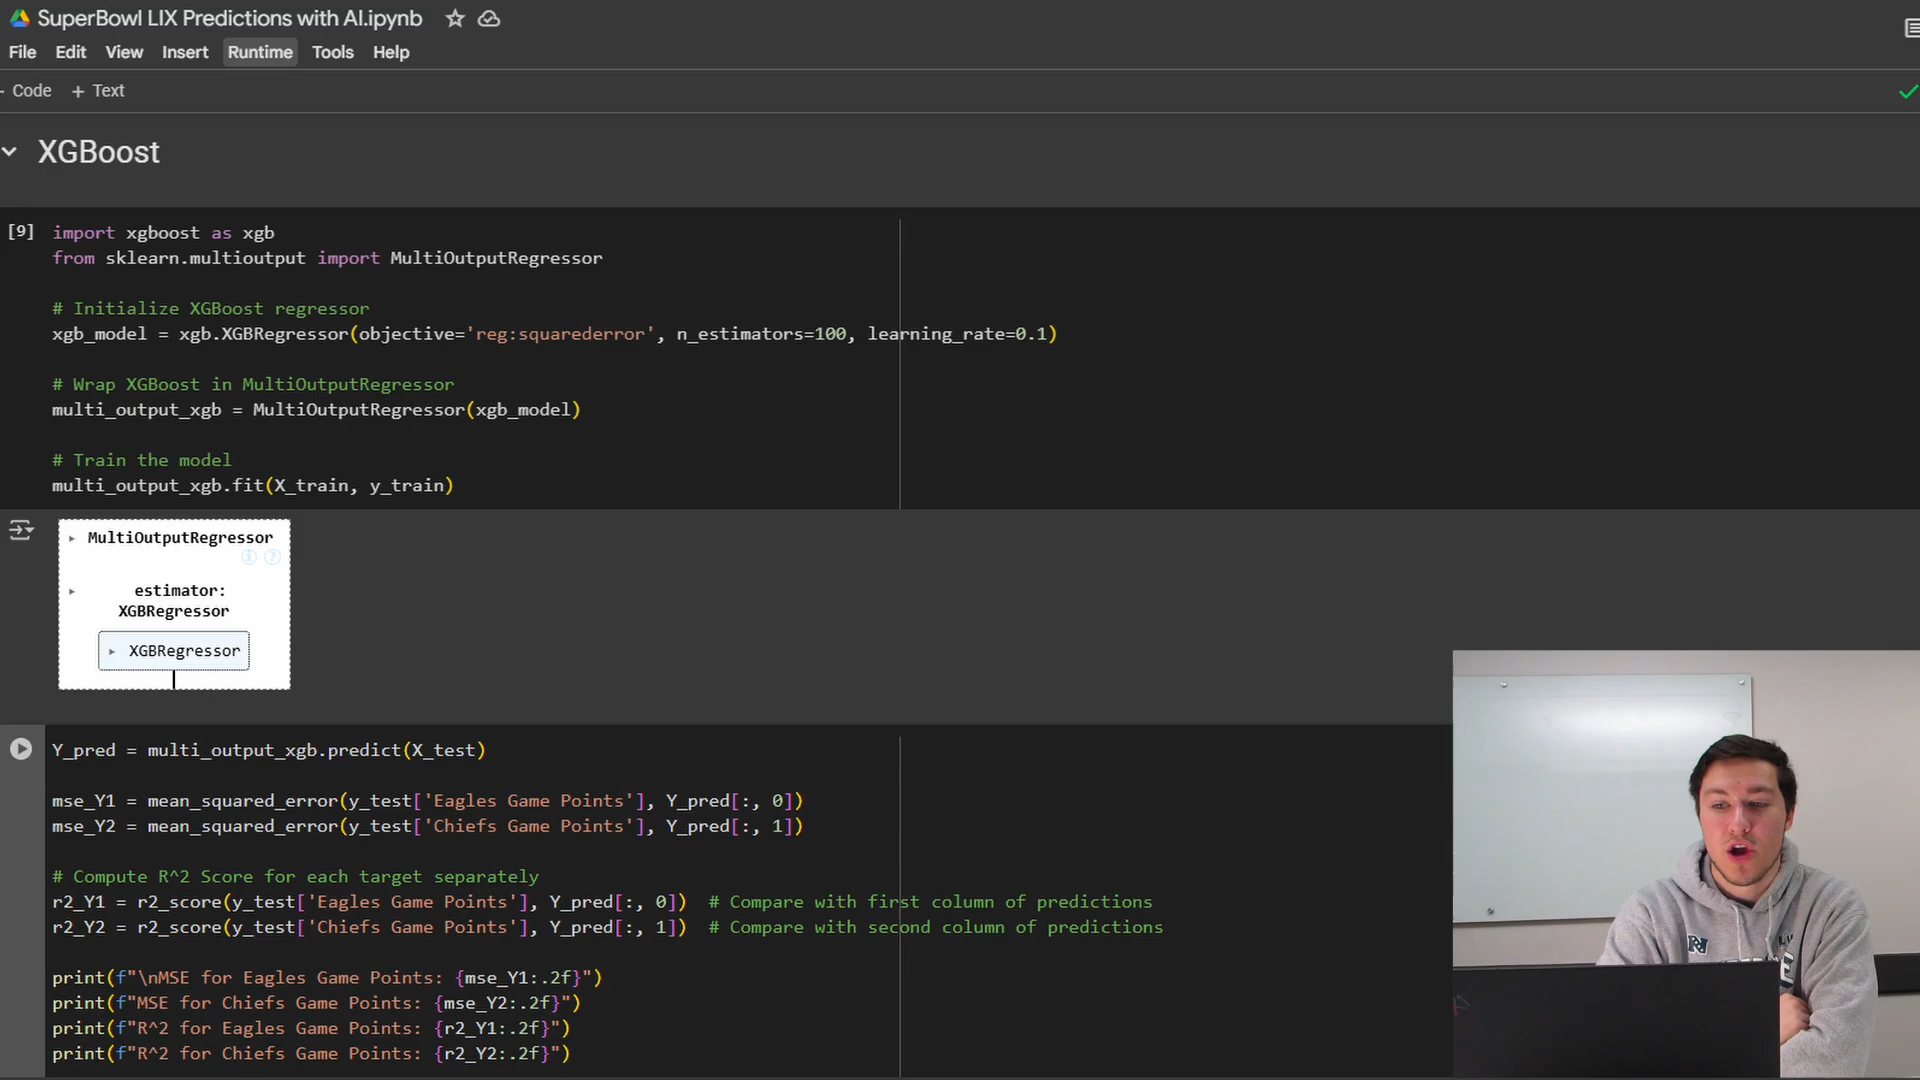 SuperBowl LIX Predictions with AI.ipynb
File Edit View Insert Runtime Tools Help
Code + Text
XGBoost
[9]
import xgboost as xgb
from sklearn.multioutput import MultiOutputRegressor
# Initialize XGBoost regressor
xgb_model = xgb.XGBRegressor(objective='reg:squarederror', n_estimators=100, learning_rate=0.1)
# Wrap XGBoost in MultiOutputRegressor
multi_output_xgb = MultiOutputRegressor(xgb_model)
# Train the model
multi_output_xgb.fit(X_train, y_train)
MultiOutputRegressor
estimator:
XGBRegressor
XGBRegressor
Y_pred = multi_output_xgb.predict(X_test)
mse_Y1 = mean_squared_error(y_test['Eagles Game Points'], Y_pred[:, 0])
mse_Y2 = mean_squared_error(y_test['Chiefs Game Points'], Y_pred[:, 1])
# Compute R^2 Score for each target separately
r2_Y1 = r2_score(y_test['Eagles Game Points'], Y_pred[:, 0])  # Compare with first column of predictions
r2_Y2 = r2_score(y_test['Chiefs Game Points'], Y_pred[:, 1])  # Compare with second column of predictions
print(f"\nMSE for Eagles Game Points: {mse_Y1:.2f}")
print(f"MSE for Chiefs Game Points: {mse_Y2:.2f}")
print(f"R^2 for Eagles Game Points: {r2_Y1:.2f}")
print(f"R^2 for Chiefs Game Points: {r2_Y2:.2f}")